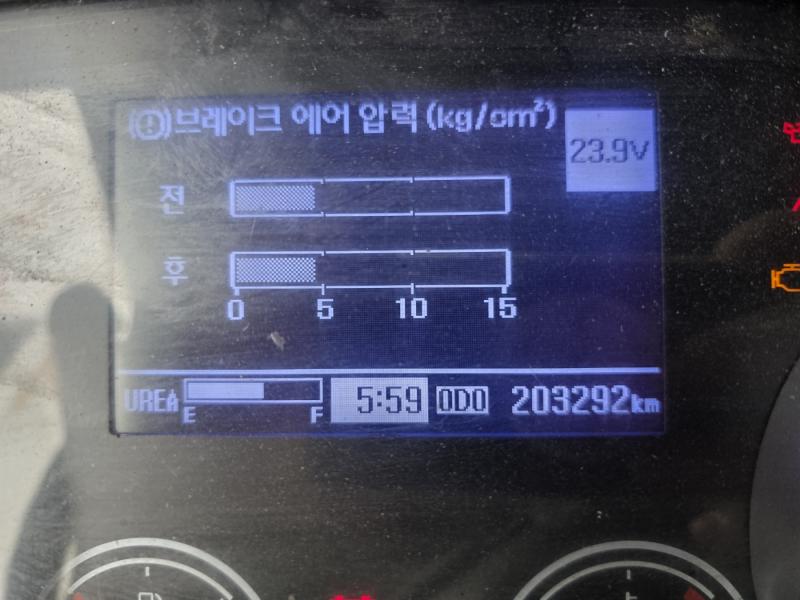 브레이크 에어 압력 (kg/cm²)
23.9V
전
후
0 5 10 15
UREA E F 5:59 ODO 203292km